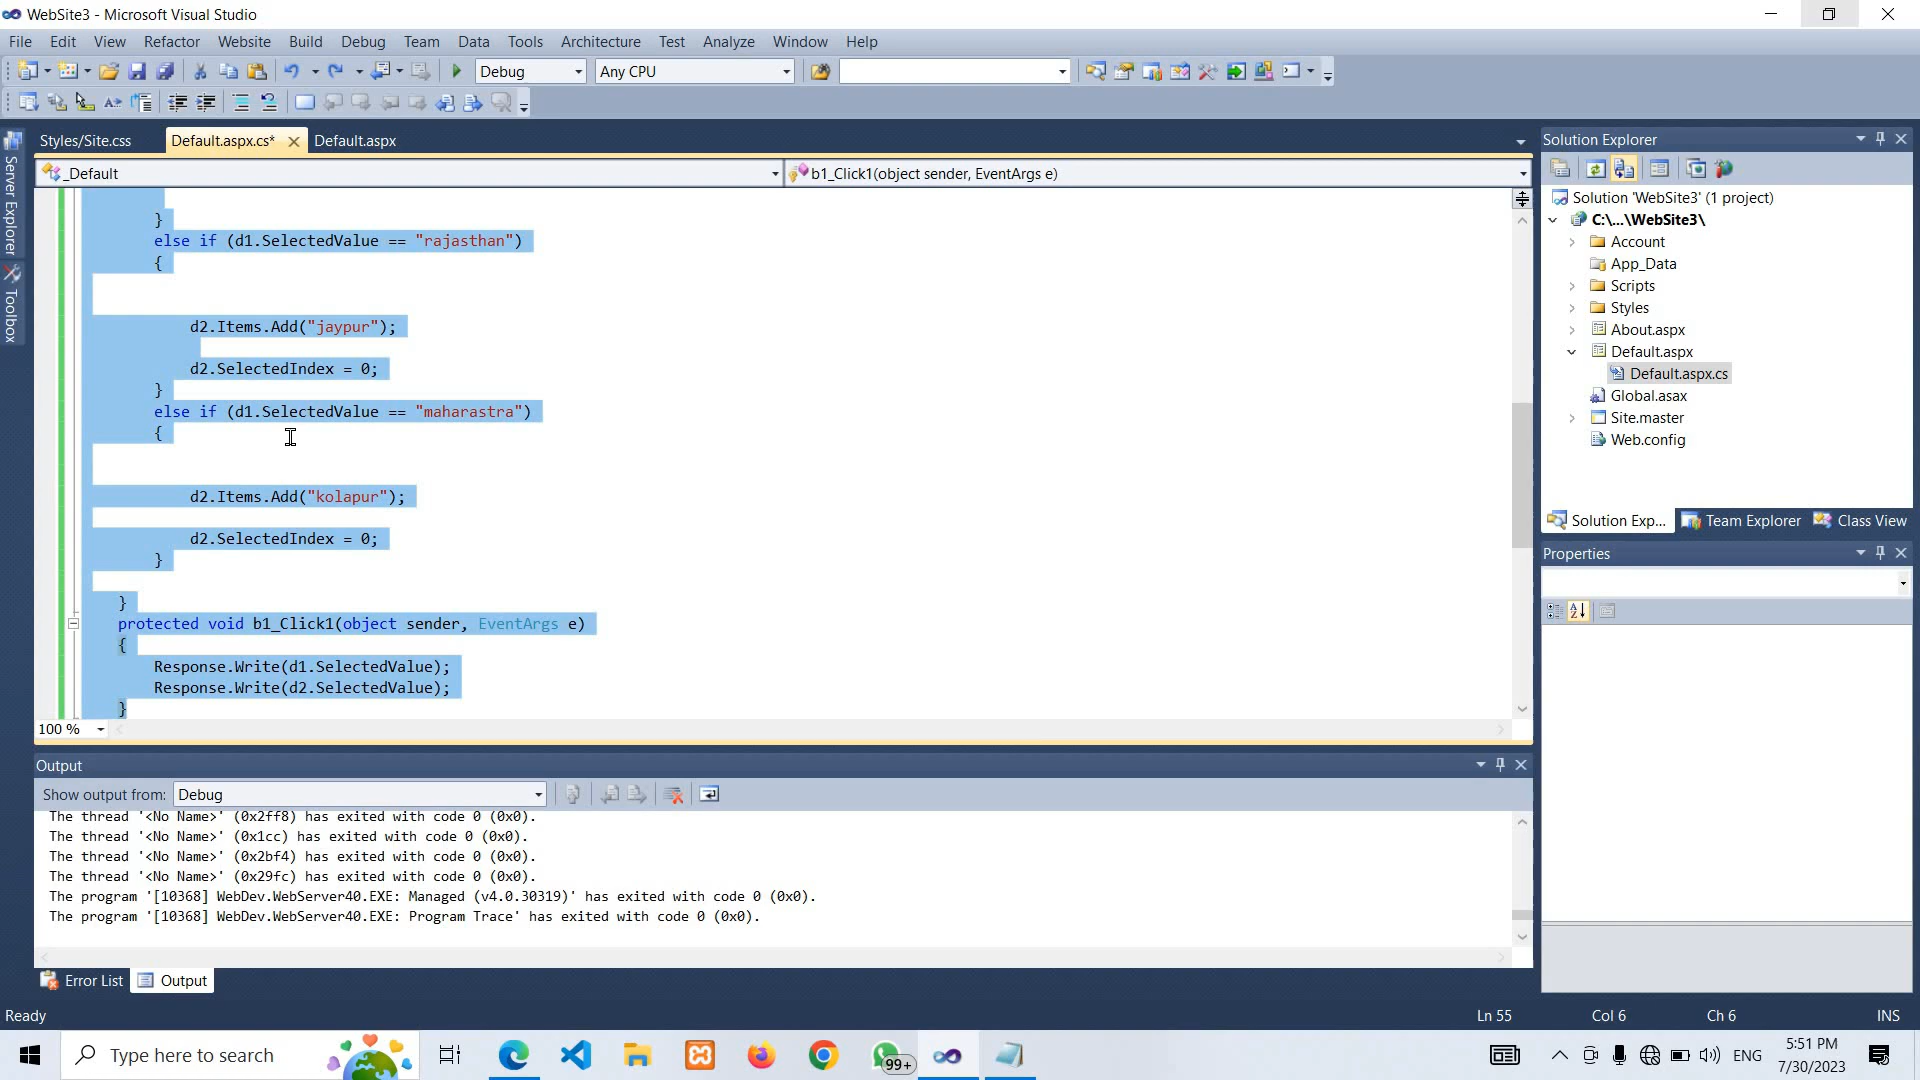 WebSite3 - Microsoft Visual Studio
File Edit View Refactor Website Build Debug Team Data Tools Architecture Test Analyze Window Help
Debug Any CPU
Styles/Site.css Default.aspx.cs* Default.aspx
_Default b1_Click1(object sender, EventArgs e)
Server Explorer
Toolbox
}
else if (d1.SelectedValue == "rajasthan")
{
d2.Items.Add("jaypur");
d2.SelectedIndex = 0;
}
else if (d1.SelectedValue == "maharastra")
{
d2.Items.Add("kolapur");
d2.SelectedIndex = 0;
}
}
protected void b1_Click1(object sender, EventArgs e)
{
Response.Write(d1.SelectedValue);
Response.Write(d2.SelectedValue);
}
100 %
Output
Show output from: Debug
The thread '<No Name>' (0x2ff8) has exited with code 0 (0x0).
The thread '<No Name>' (0x1cc) has exited with code 0 (0x0).
The thread '<No Name>' (0x2bf4) has exited with code 0 (0x0).
The thread '<No Name>' (0x29fc) has exited with code 0 (0x0).
The program '[10368] WebDev.WebServer40.EXE: Managed (v4.0.30319)' has exited with code 0 (0x0).
The program '[10368] WebDev.WebServer40.EXE: Program Trace' has exited with code 0 (0x0).
Error List Output
Solution Explorer
Solution 'WebSite3' (1 project)
C:\...\WebSite3\
Account
App_Data
Scripts
Styles
About.aspx
Default.aspx
Default.aspx.cs
Global.asax
Site.master
Web.config
Solution Exp... Team Explorer Class View
Properties
Ready Ln 55 Col 6 Ch 6 INS
Type here to search
99+
ENG
5:51 PM
7/30/2023